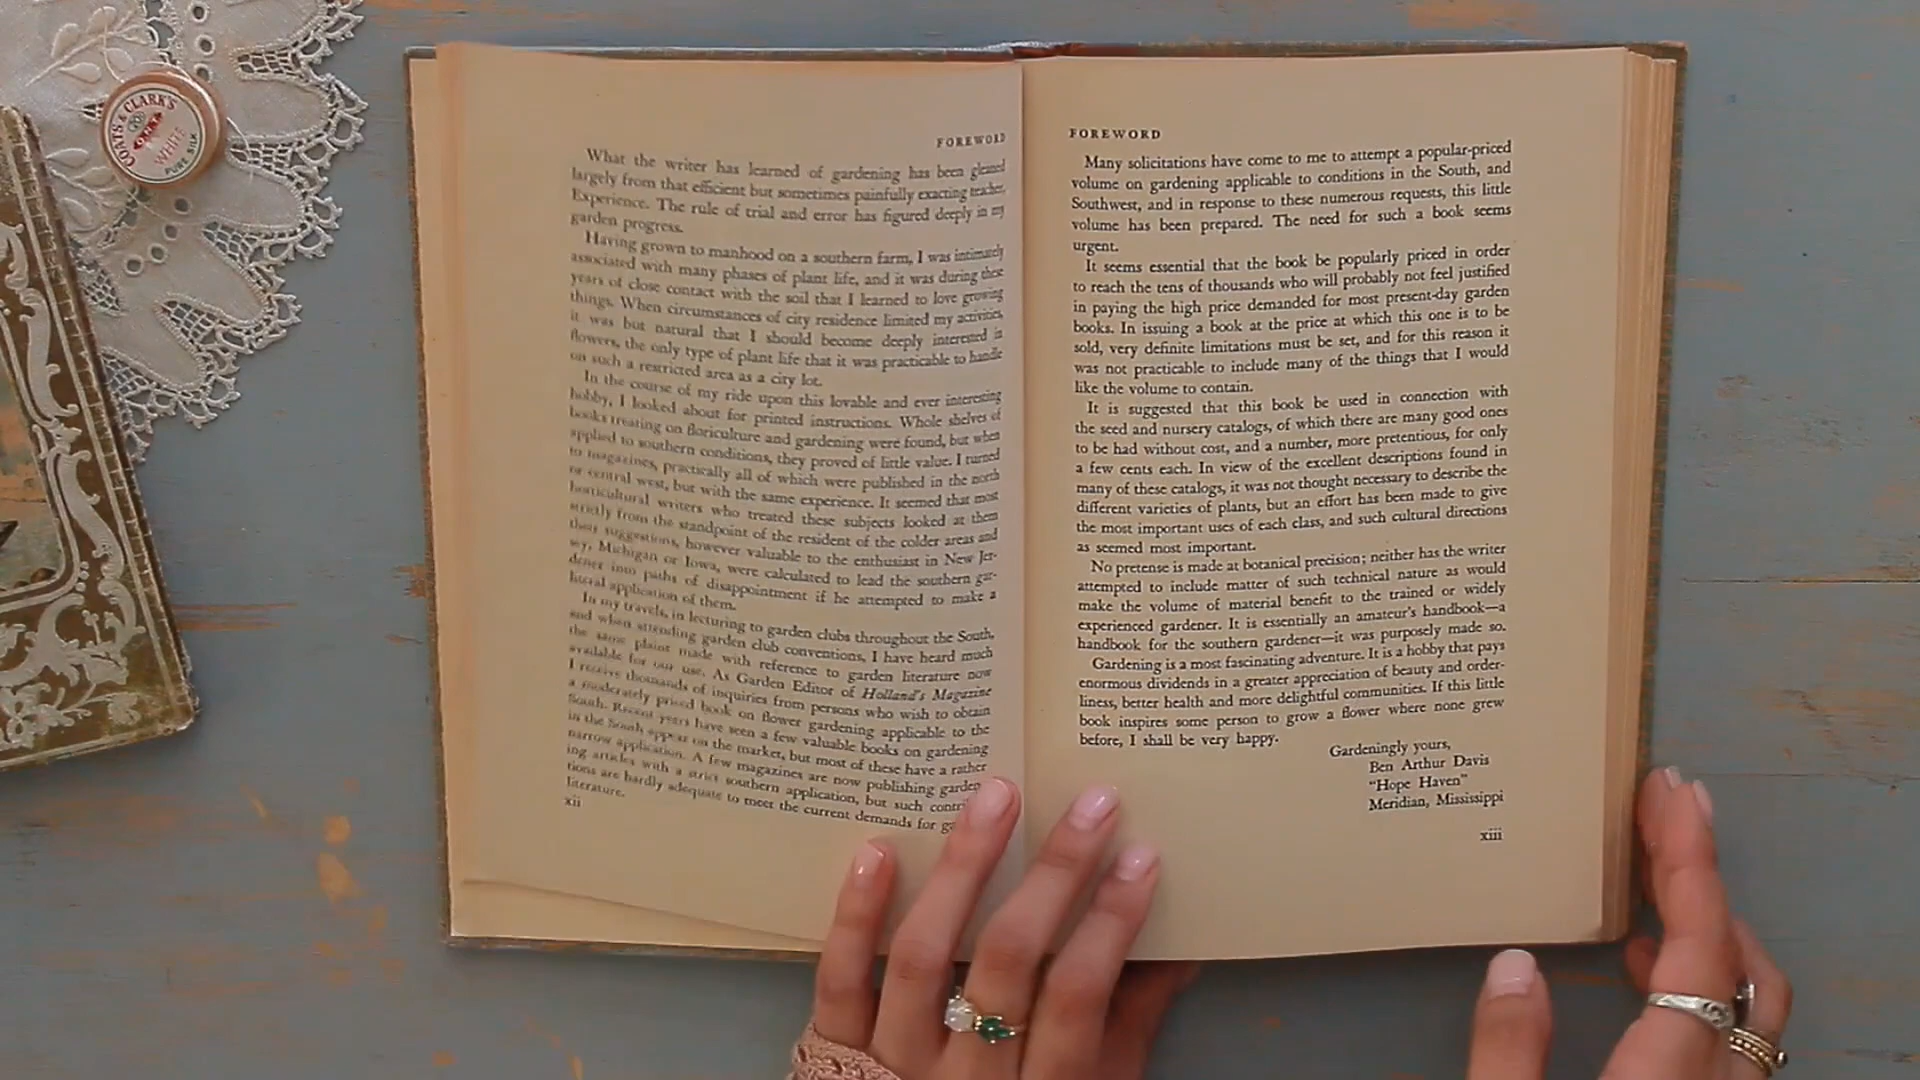 COATS & CLARK'S
O.N.T.
WHITE
PURE SILK
FOREWORD
What the writer has learned of gardening has been gleaned
largely from that efficient but sometimes painfully exacting teacher,
Experience. The rule of trial and error has figured deeply in my
garden progress.
Having grown to manhood on a southern farm, I was intimately
associated with many phases of plant life, and it was during these
years of close contact with the soil that I learned to love growing
things. When circumstances of city residence limited my activities,
it was but natural that I should become deeply interested in
flowers, the only type of plant life that it was practicable to handle
on such a restricted area as a city lot.
In the course of my ride upon this lovable and ever interesting
hobby, I looked about for printed instructions. Whole shelves of
books treating on floriculture and gardening were found, but when
applied to southern conditions, they proved of little value. I turned
to magazines, practically all of which were published in the north
or central west, but with the same experience. It seemed that most
horticultural writers who treated these subjects looked at them
strictly from the standpoint of the resident of the colder areas and
their suggestions, however valuable to the enthusiast in New Jer-
sey, Michigan or Iowa, were calculated to lead the southern gar-
dener into paths of disappointment if he attempted to make a
literal application of them.
In my travels, in lecturing to garden clubs throughout the South,
and when attending garden club conventions, I have heard much
the same plaint made with reference to garden literature now
available for our use. As Garden Editor of Holland's Magazine
I receive thousands of inquiries from persons who wish to obtain
a moderately priced book on flower gardening applicable to the
South. Recent years have seen a few valuable books on gardening
in the South appear on the market, but most of these have a rather
narrow application. A few magazines are now publishing garden-
ing articles with a strict southern application, but such contri
tions are hardly adequate to meet the current demands for ga
literature.
xii
FOREWORD
Many solicitations have come to me to attempt a popular-priced
volume on gardening applicable to conditions in the South, and
Southwest, and in response to these numerous requests, this little
volume has been prepared. The need for such a book seems
urgent.
It seems essential that the book be popularly priced in order
to reach the tens of thousands who will probably not feel justified
in paying the high price demanded for most present-day garden
books. In issuing a book at the price at which this one is to be
sold, very definite limitations must be set, and for this reason it
was not practicable to include many of the things that I would
like the volume to contain.
It is suggested that this book be used in connection with
the seed and nursery catalogs, of which there are many good ones
to be had without cost, and a number, more pretentious, for only
a few cents each. In view of the excellent descriptions found in
many of these catalogs, it was not thought necessary to describe the
different varieties of plants, but an effort has been made to give
the most important uses of each class, and such cultural directions
as seemed most important.
No pretense is made at botanical precision; neither has the writer
attempted to include matter of such technical nature as would
make the volume of material benefit to the trained or widely
experienced gardener. It is essentially an amateur's handbook—a
handbook for the southern gardener—it was purposely made so.
Gardening is a most fascinating adventure. It is a hobby that pays
enormous dividends in a greater appreciation of beauty and order-
liness, better health and more delightful communities. If this little
book inspires some person to grow a flower where none grew
before, I shall be very happy.
Gardeningly yours,
Ben Arthur Davis
"Hope Haven"
Meridian, Mississippi
xiii